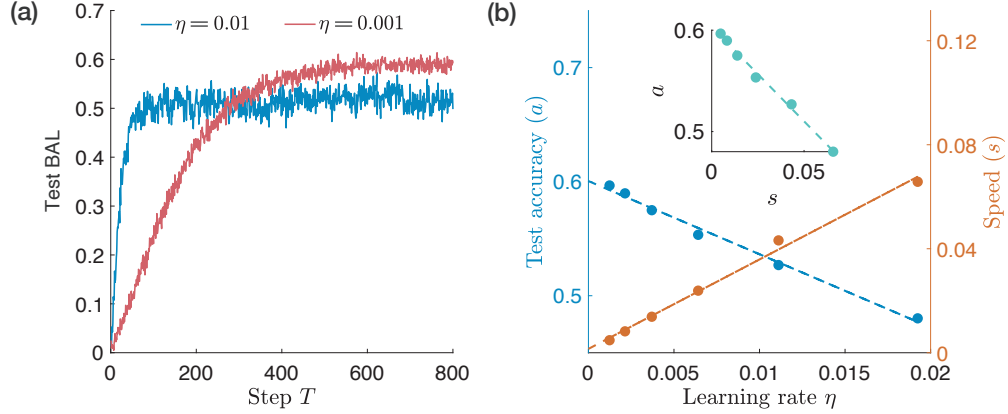 (a)
η = 0.01
η = 0.001
0.7
0.6
0.5
0.4
0.3
0.2
0.1
0
Test BAL
0
200
400
600
800
Step T
(b)
0.7
0.6
0.5
Test accuracy (a)
0.6
0.5
a
0
0.05
s
0.12
0.08
0.04
0
Speed (s)
0
0.005
0.01
0.015
0.02
Learning rate η